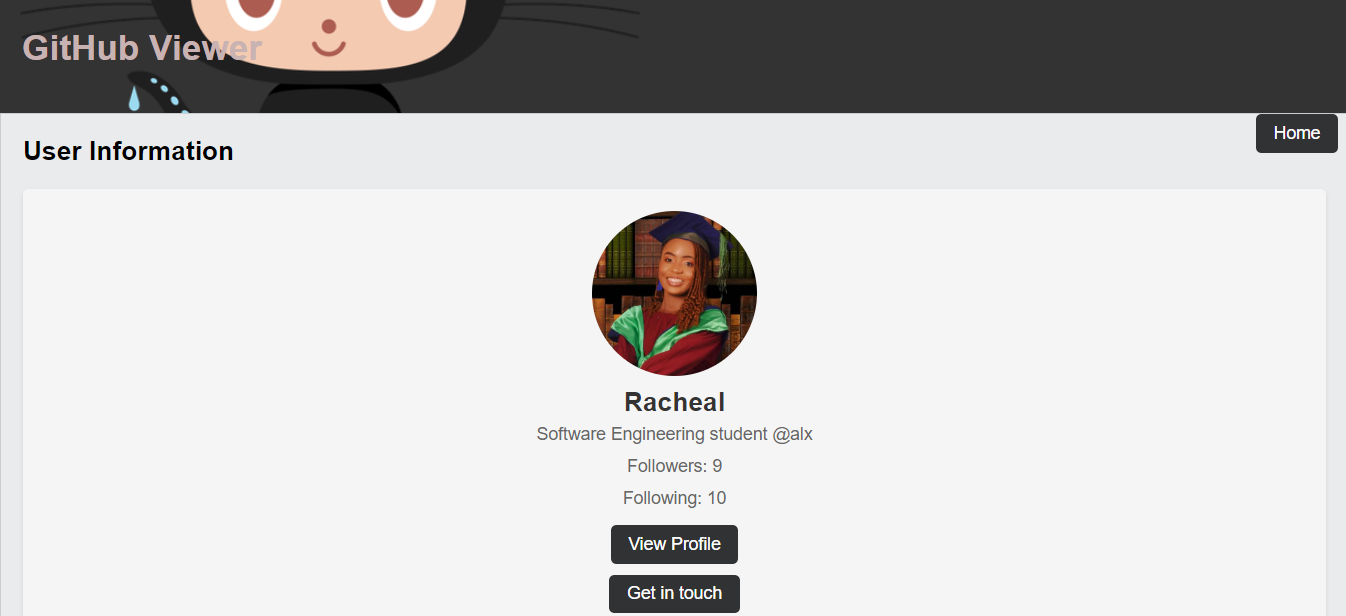 GitHub Viewer
Home
User Information
Racheal
Software Engineering student @alx
Followers: 9
Following: 10
View Profile
Get in touch